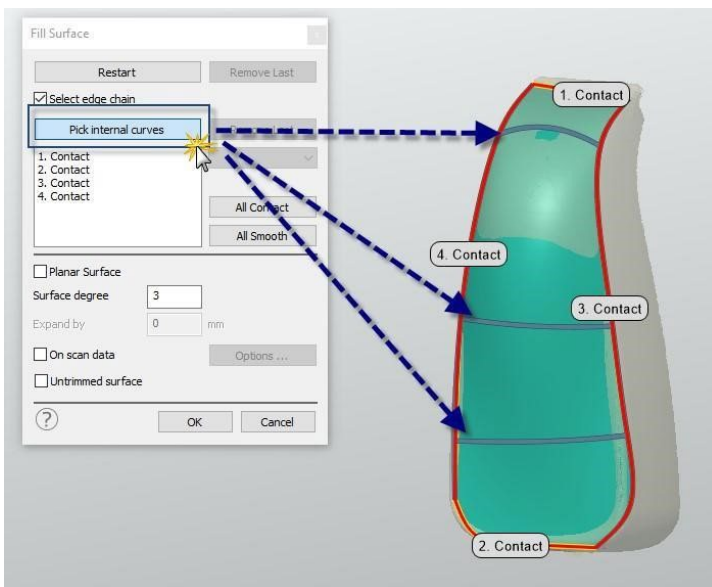 Fill Surface
Restart
Remove Last
Select edge chain
Pick internal curves
1. Contact
2. Contact
3. Contact
4. Contact
All Contact
All Smooth
Planar Surface
Surface degree
3
Expand by
0
mm
On scan data
Options ...
Untrimmed surface
?
OK
Cancel
1. Contact
4. Contact
3. Contact
2. Contact